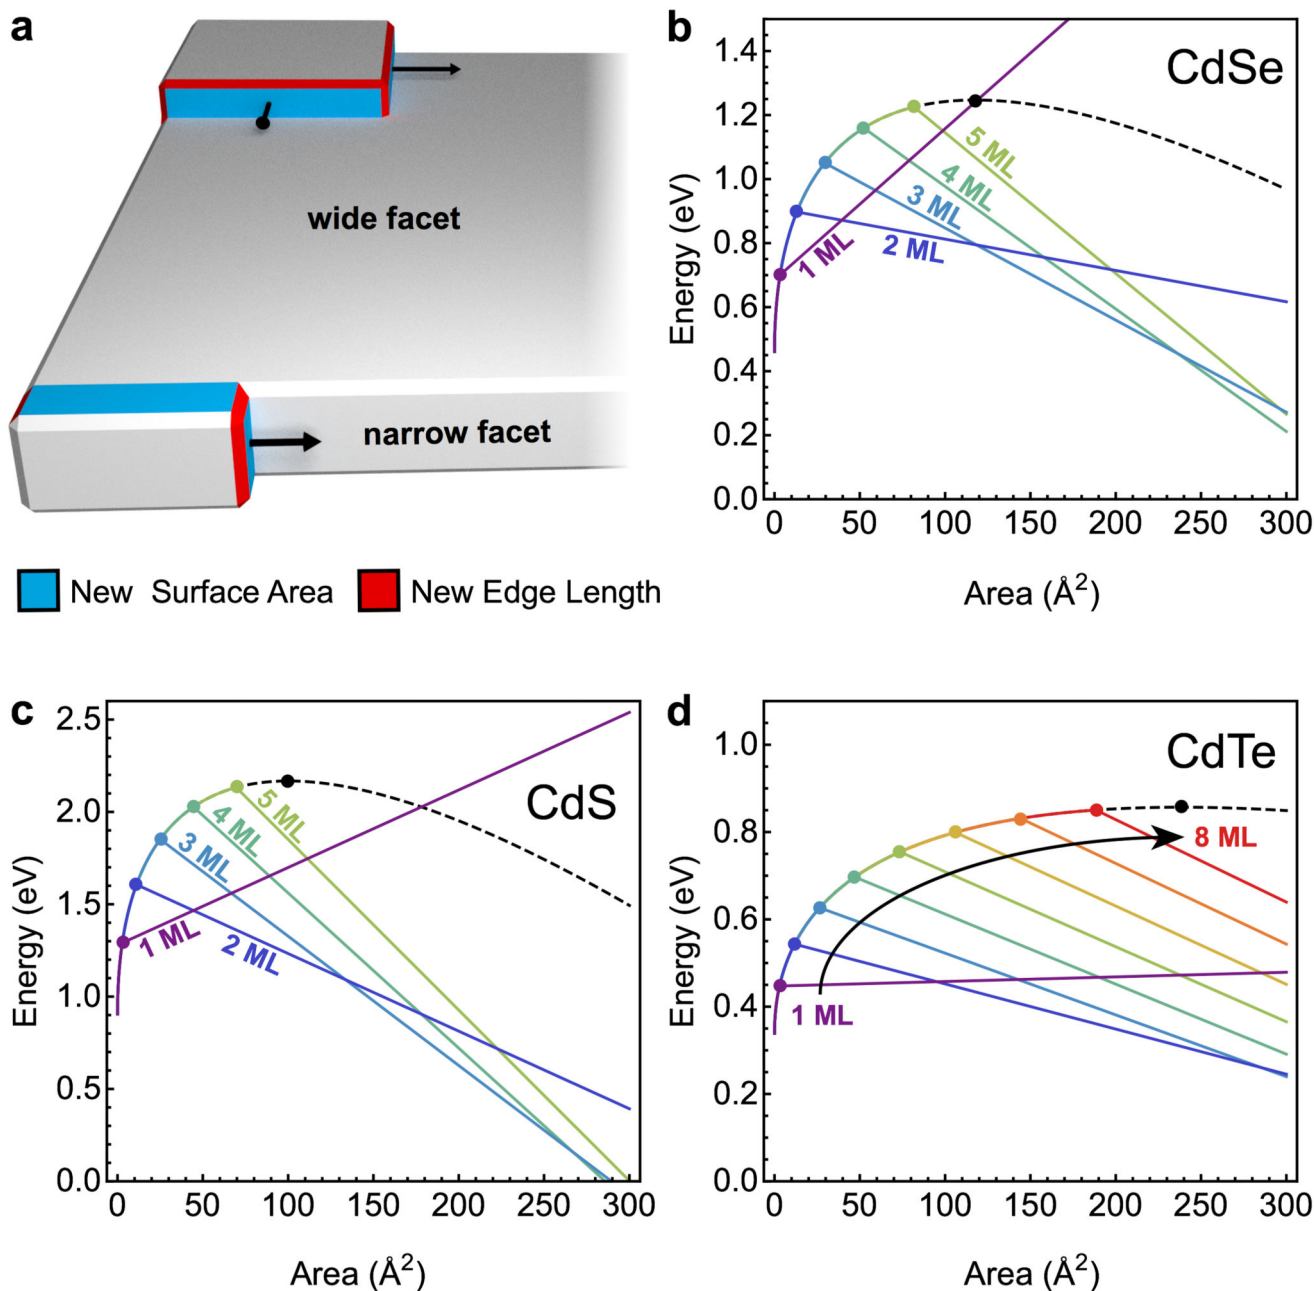 a
wide facet
narrow facet
New Surface Area
New Edge Length
b
CdSe
Energy (eV)
1.4
1.2
1.0
0.8
0.6
0.4
0.2
0.0
5 ML
4 ML
3 ML
2 ML
1 ML
0 50 100 150 200 250 300
Area (Å2)
c
CdS
Energy (eV)
2.5
2.0
1.5
1.0
0.5
0.0
5 ML
4 ML
3 ML
2 ML
1 ML
0 50 100 150 200 250 300
Area (Å2)
d
CdTe
Energy (eV)
1.0
0.8
0.6
0.4
0.2
0.0
8 ML
1 ML
0 50 100 150 200 250 300
Area (Å2)